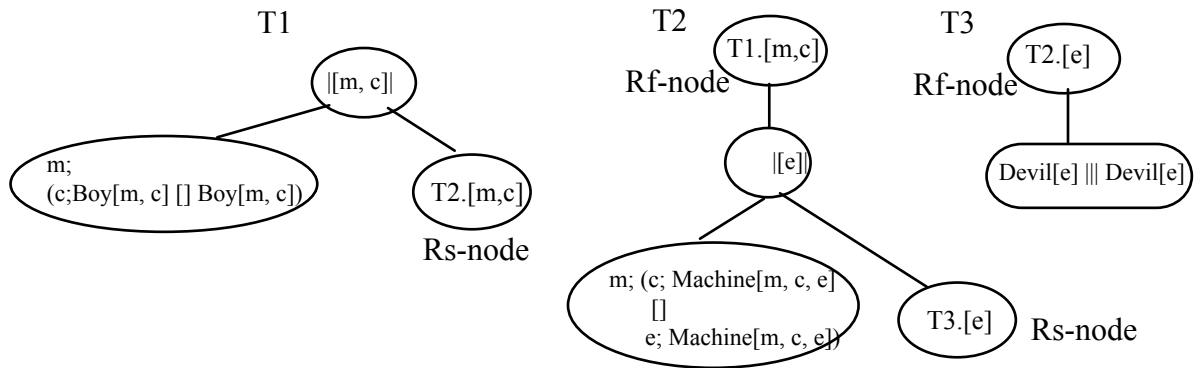 T1
|[m, c]|
m;
(c;Boy[m, c] [] Boy[m, c])
T2.[m,c]
Rs-node
T2
T1.[m,c]
Rf-node
|[e]|
m; (c; Machine[m, c, e]
[]
e; Machine[m, c, e])
T3.[e]
Rs-node
T3
T2.[e]
Rf-node
Devil[e] ||| Devil[e]